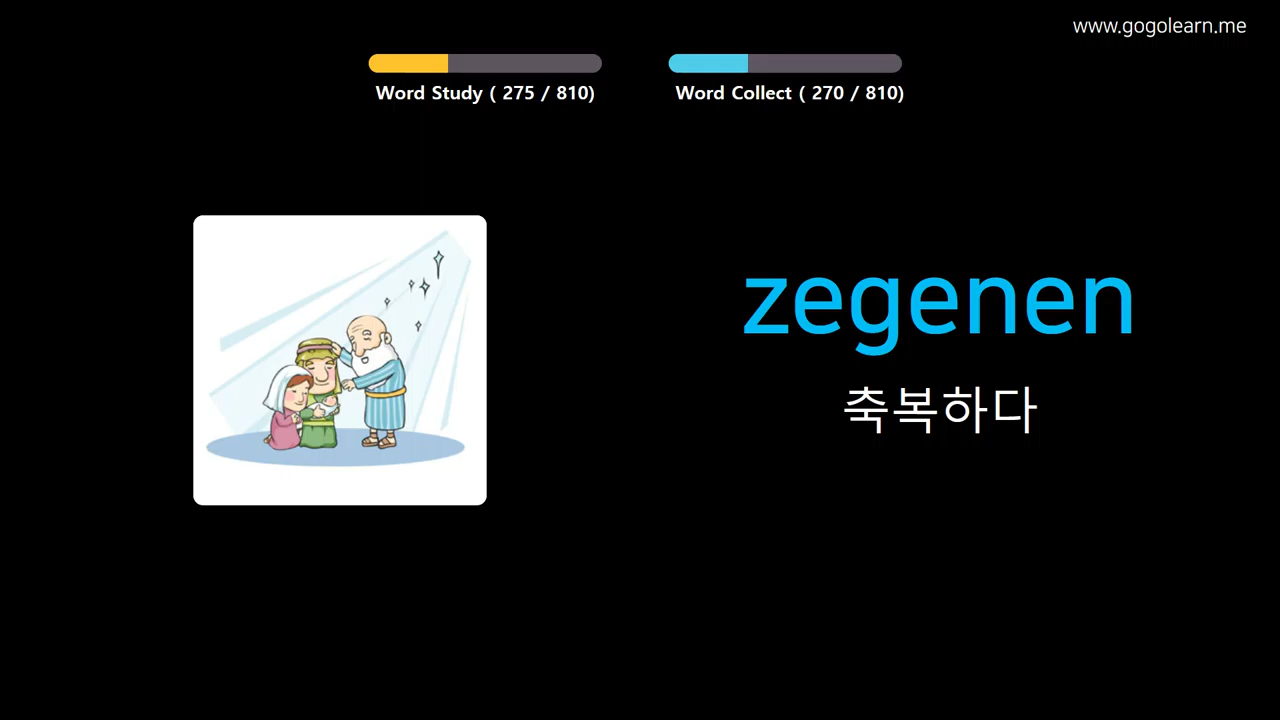 www.gogolearn.me
Word Study ( 275 / 810)
Word Collect ( 270 / 810)
zegenen
축복하다